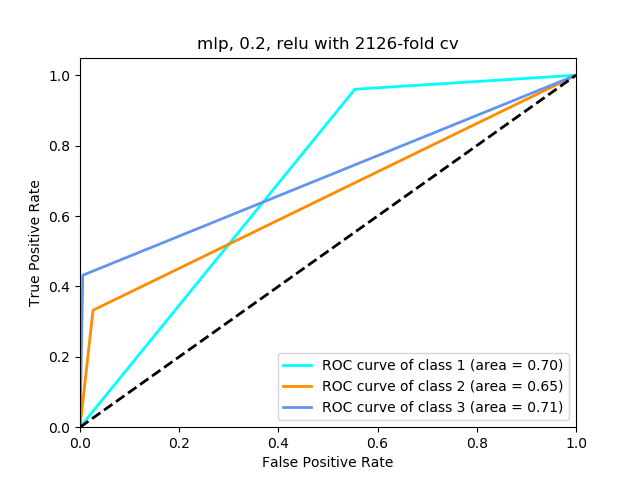 mlp, 0.2, relu with 2126-fold cv
True Positive Rate
1.0
0.8
0.6
0.4
0.2
0.0
ROC curve of class 1 (area = 0.70)
ROC curve of class 2 (area = 0.65)
ROC curve of class 3 (area = 0.71)
0.0 0.2 0.4 0.6 0.8 1.0
False Positive Rate